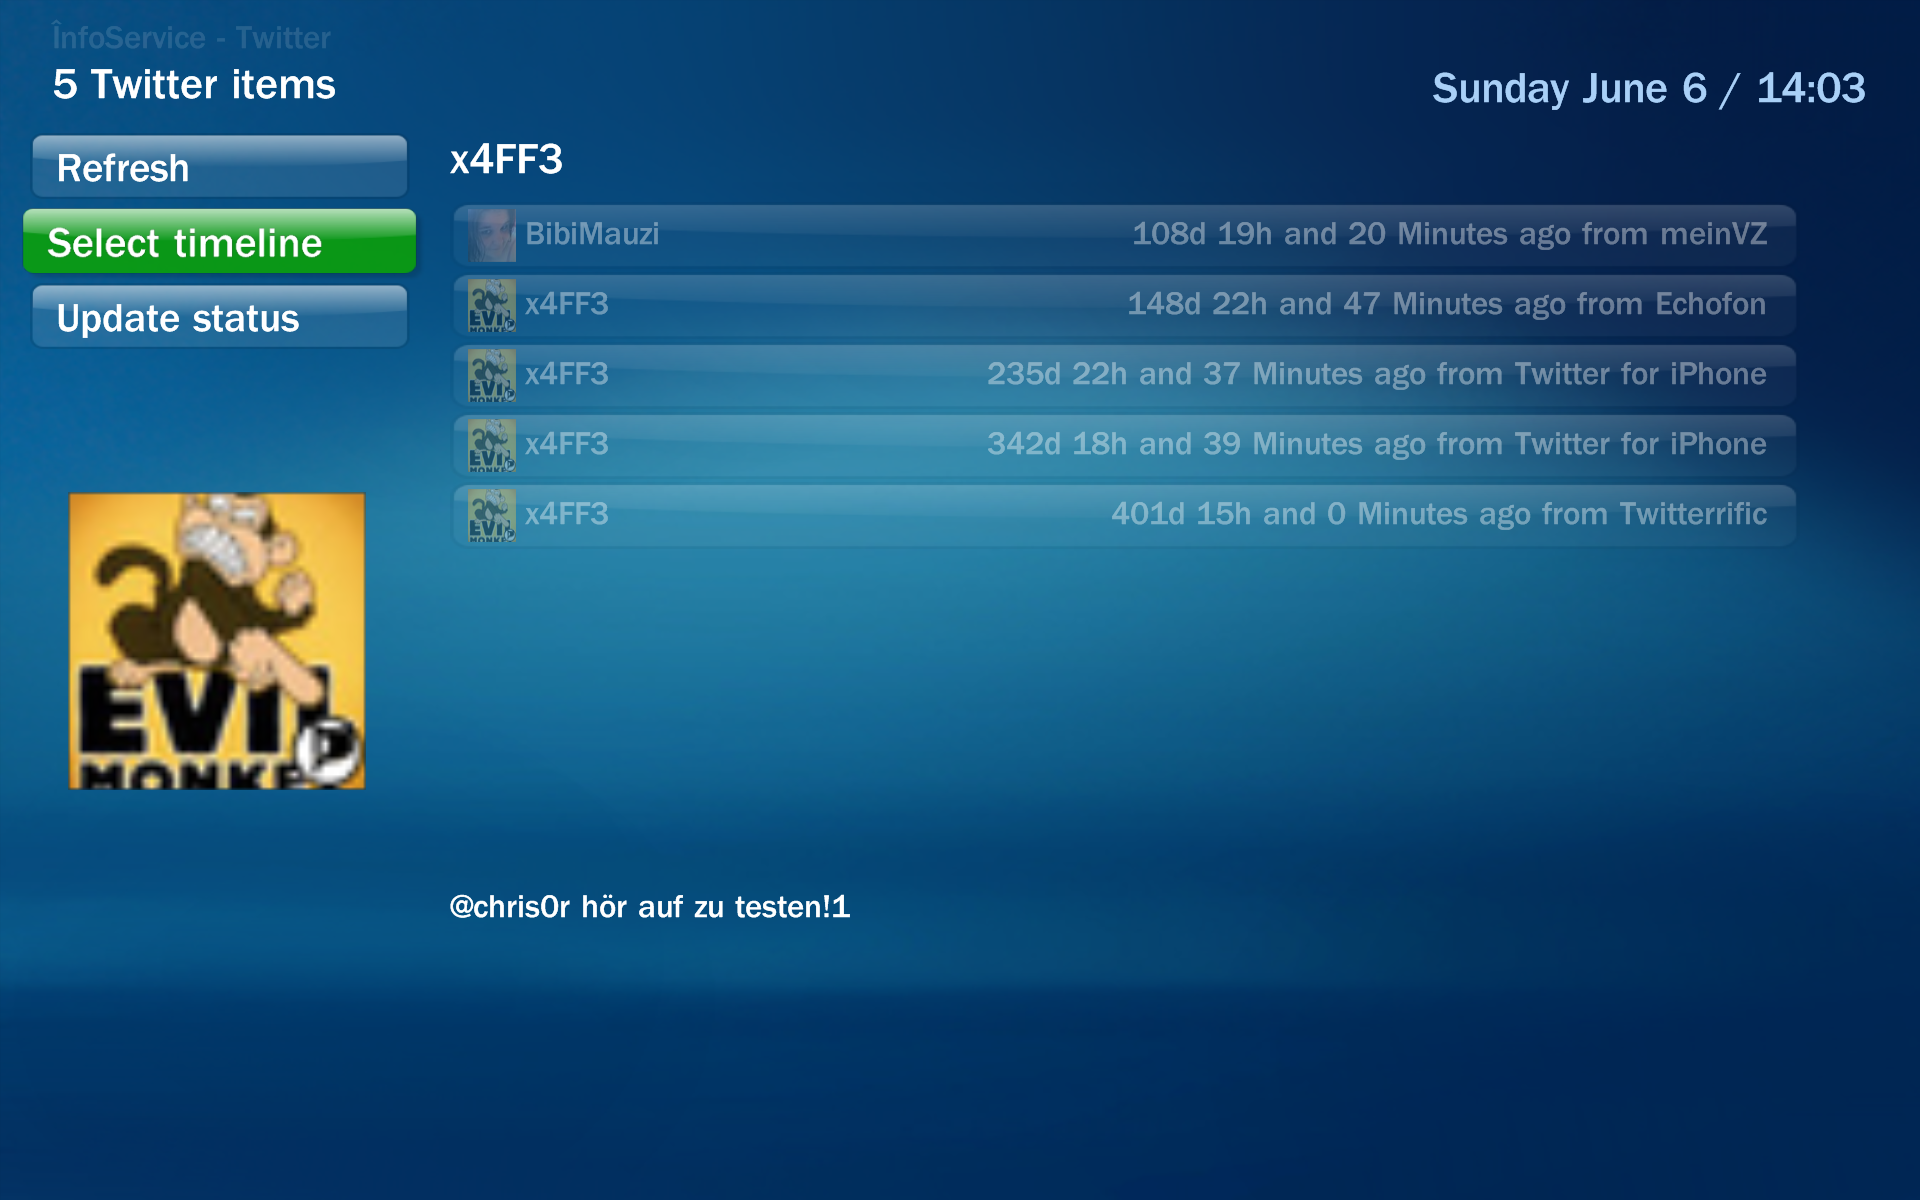 ÎnfoService - Twitter
5 Twitter items
Sunday June 6 / 14:03
Refresh
Select timeline
Update status
x4FF3
BibiMauzi 108d 19h and 20 Minutes ago from meinVZ
x4FF3 148d 22h and 47 Minutes ago from Echofon
x4FF3 235d 22h and 37 Minutes ago from Twitter for iPhone
x4FF3 342d 18h and 39 Minutes ago from Twitter for iPhone
x4FF3 401d 15h and 0 Minutes ago from Twitterrific
EVIL
MONKE
@chris0r hör auf zu testen!1